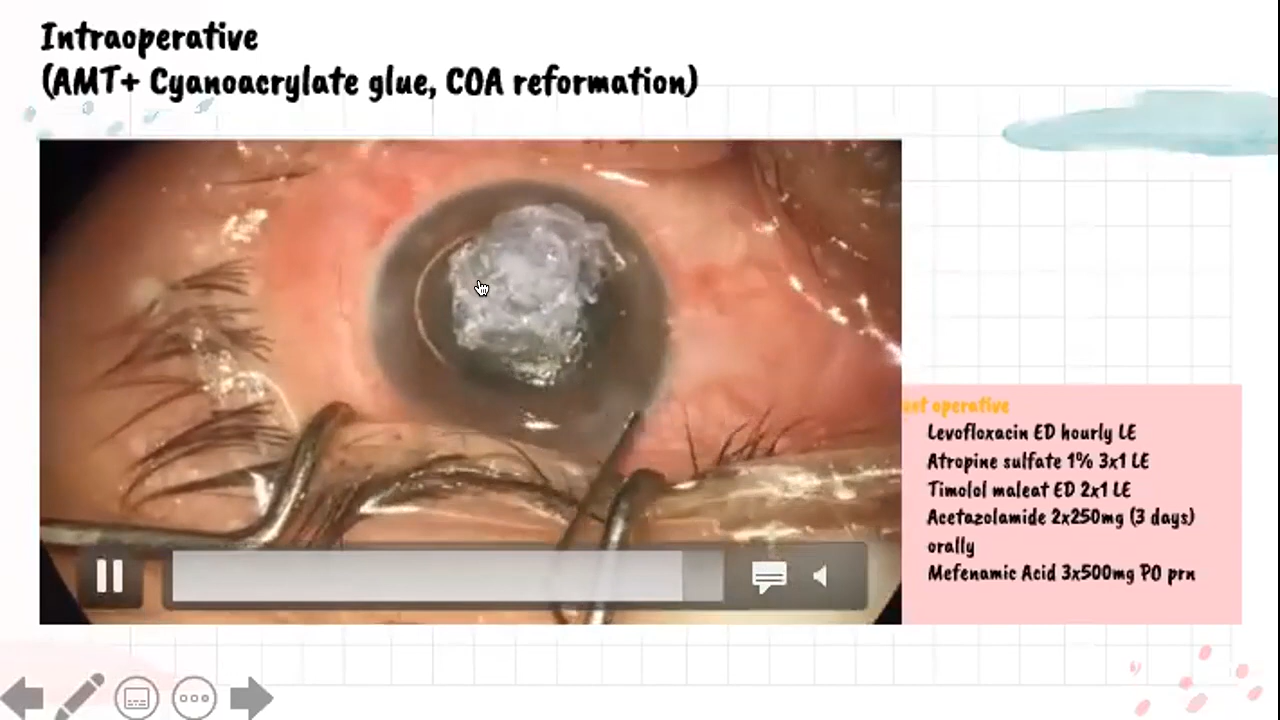 Intraoperative
(AMT+ Cyanoacrylate glue, COA reformation)
operative
Levofloxacin ED hourly LE
Atropine sulfate 1% 3x1 LE
Timolol maleat ED 2x1 LE
Acetazolamide 2x250mg (3 days)
orally
Mefenamic Acid 3x500mg PO prn